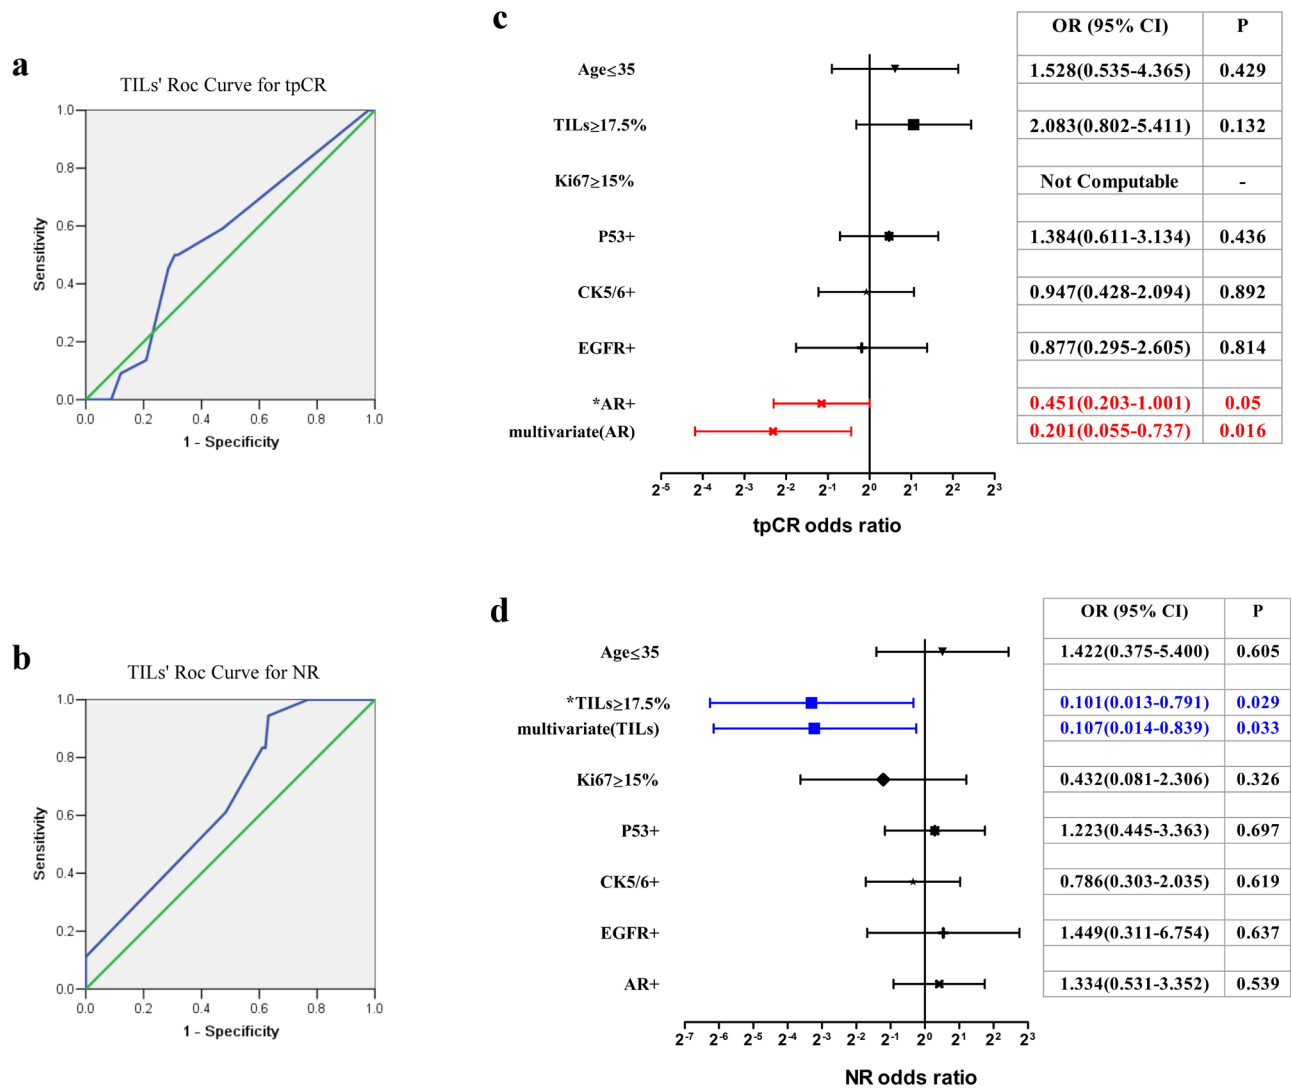 a
TILs' Roc Curve for tpCR
1.0
0.8
0.6
0.4
0.2
0.0
Sensitivity
0.0 0.2 0.4 0.6 0.8 1.0
1 - Specificity
b
TILs' Roc Curve for NR
1.0
0.8
0.6
0.4
0.2
0.0
Sensitivity
0.0 0.2 0.4 0.6 0.8 1.0
1 - Specificity
c
OR (95% CI) P
Age≤35 1.528(0.535-4.365) 0.429
TILs≥17.5% 2.083(0.802-5.411) 0.132
Ki67≥15% Not Computable -
P53+ 1.384(0.611-3.134) 0.436
CK5/6+ 0.947(0.428-2.094) 0.892
EGFR+ 0.877(0.295-2.605) 0.814
*AR+ 0.451(0.203-1.001) 0.05
multivariate(AR) 0.201(0.055-0.737) 0.016
2⁻⁵ 2⁻⁴ 2⁻³ 2⁻² 2⁻¹ 2⁰ 2¹ 2² 2³
tpCR odds ratio
d
OR (95% CI) P
Age≤35 1.422(0.375-5.400) 0.605
*TILs≥17.5% 0.101(0.013-0.791) 0.029
multivariate(TILs) 0.107(0.014-0.839) 0.033
Ki67≥15% 0.432(0.081-2.306) 0.326
P53+ 1.223(0.445-3.363) 0.697
CK5/6+ 0.786(0.303-2.035) 0.619
EGFR+ 1.449(0.311-6.754) 0.637
AR+ 1.334(0.531-3.352) 0.539
2⁻⁷ 2⁻⁶ 2⁻⁵ 2⁻⁴ 2⁻³ 2⁻² 2⁻¹ 2⁰ 2¹ 2² 2³
NR odds ratio